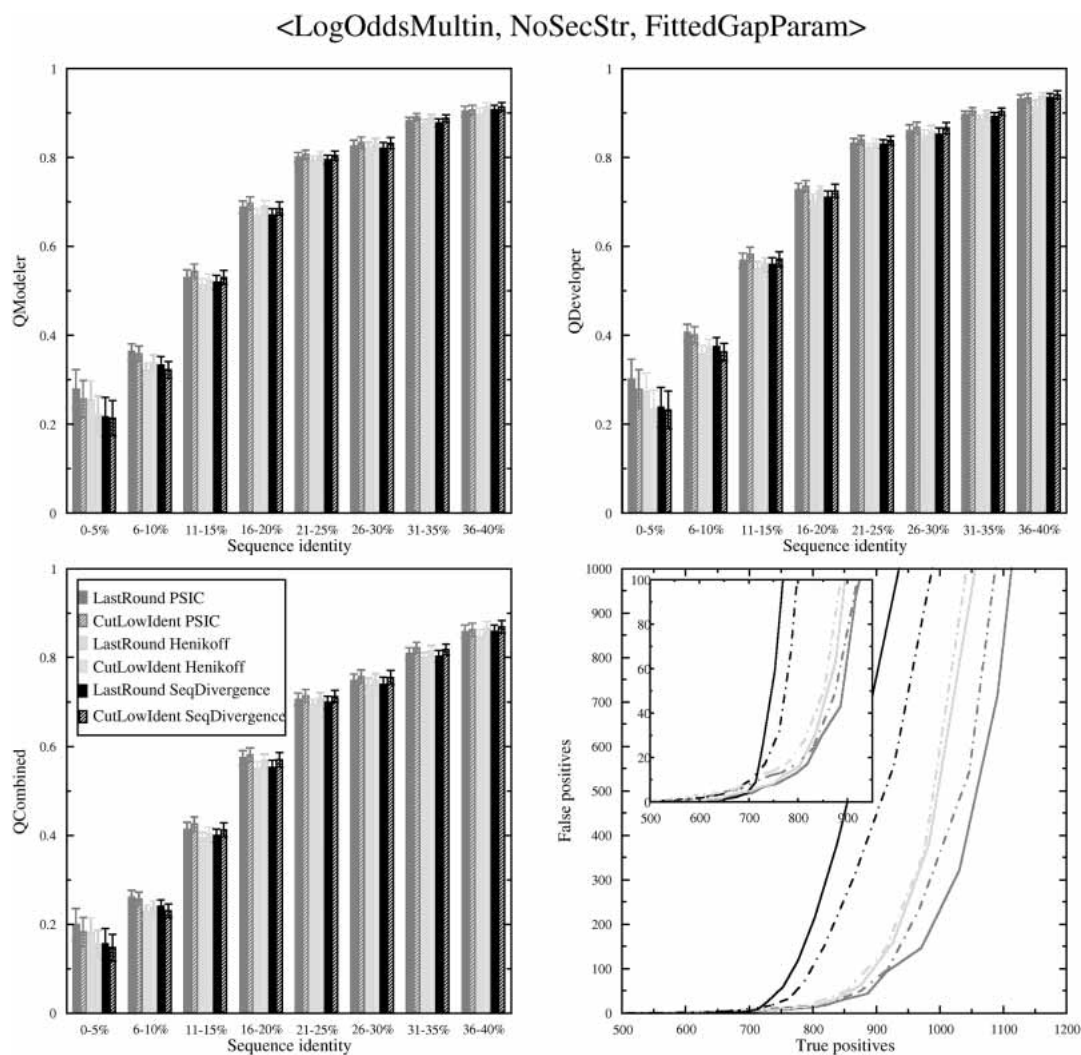 <LogOddsMultin, NoSecStr, FittedGapParam>
1
0.8
0.6
0.4
0.2
0
QModeler
0-5% 6-10% 11-15% 16-20% 21-25% 26-30% 31-35% 36-40%
Sequence identity
1
0.8
0.6
0.4
0.2
0
QDeveloper
0-5% 6-10% 11-15% 16-20% 21-25% 26-30% 31-35% 36-40%
Sequence identity
1
0.8
0.6
0.4
0.2
0
QCombined
LastRound PSIC
CutLowIdent PSIC
LastRound Henikoff
CutLowIdent Henikoff
LastRound SeqDivergence
CutLowIdent SeqDivergence
0-5% 6-10% 11-15% 16-20% 21-25% 26-30% 31-35% 36-40%
Sequence identity
1000
900
800
700
600
500
400
300
200
100
0
False positives
100
80
60
40
20
0
500 600 700 800 900
500 600 700 800 900 1000 1100 1200
True positives